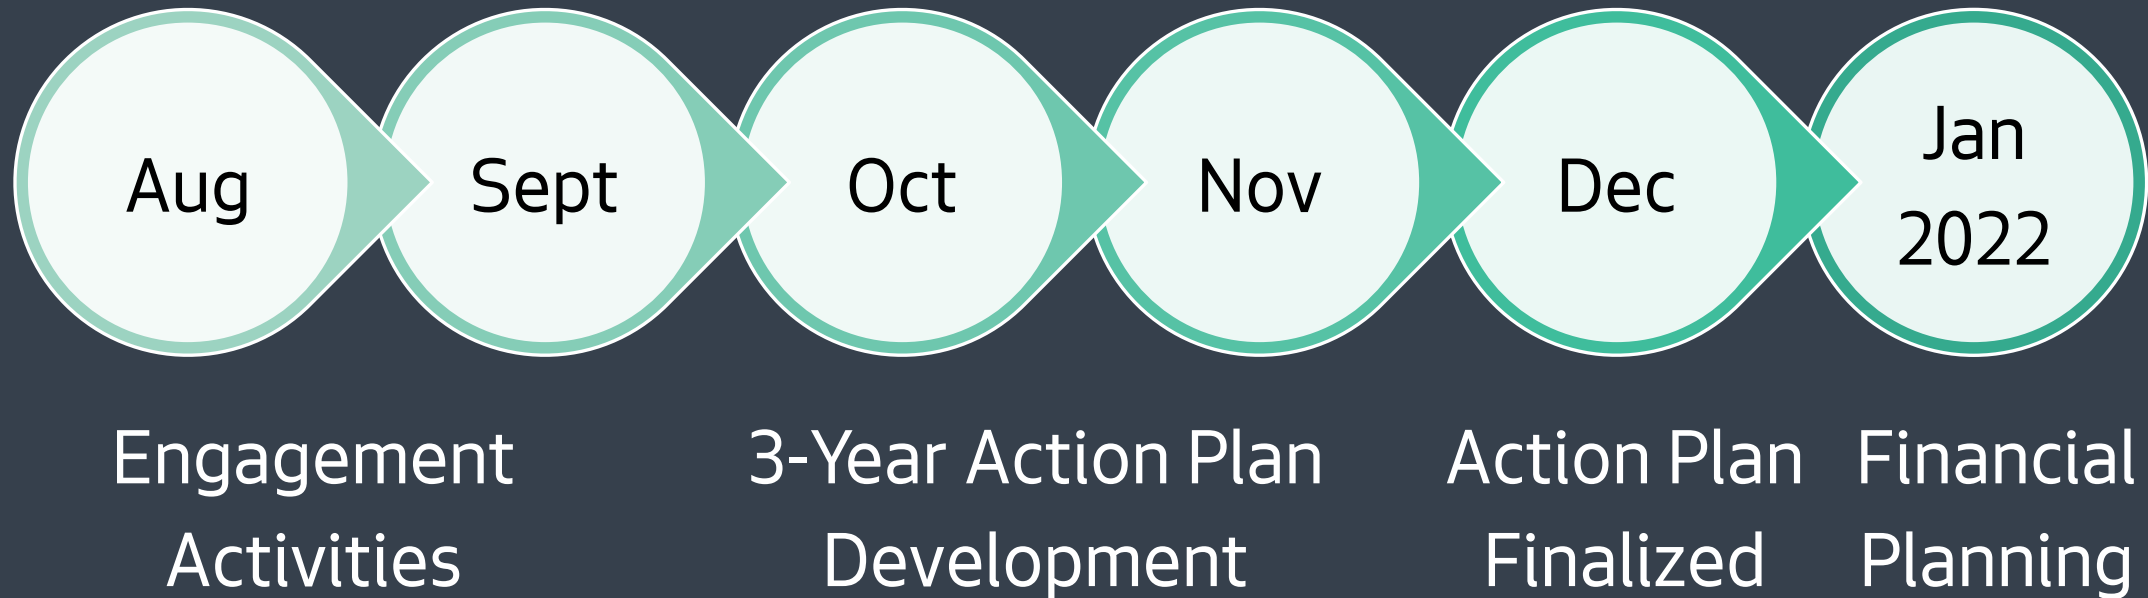 Aug
Sept
Oct
Nov
Dec
Jan
2022
Engagement
Activities
3-Year Action Plan
Development
Action Plan
Finalized
Financial
Planning